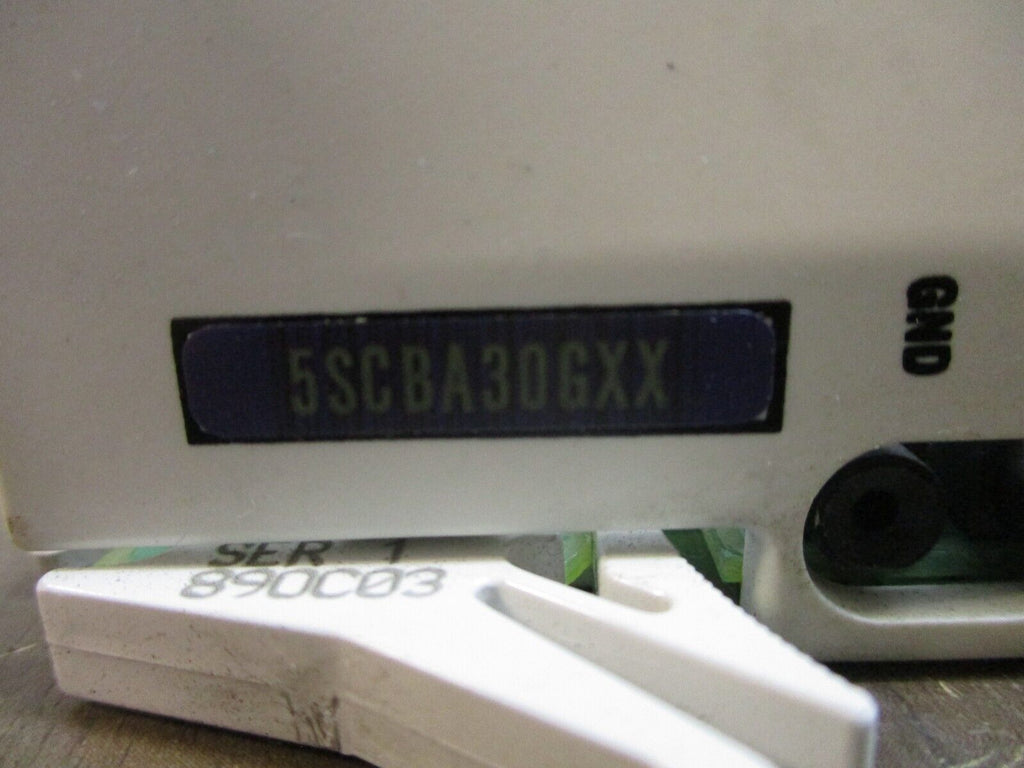 5SCBA30GXX
GND
SER 1
890C03